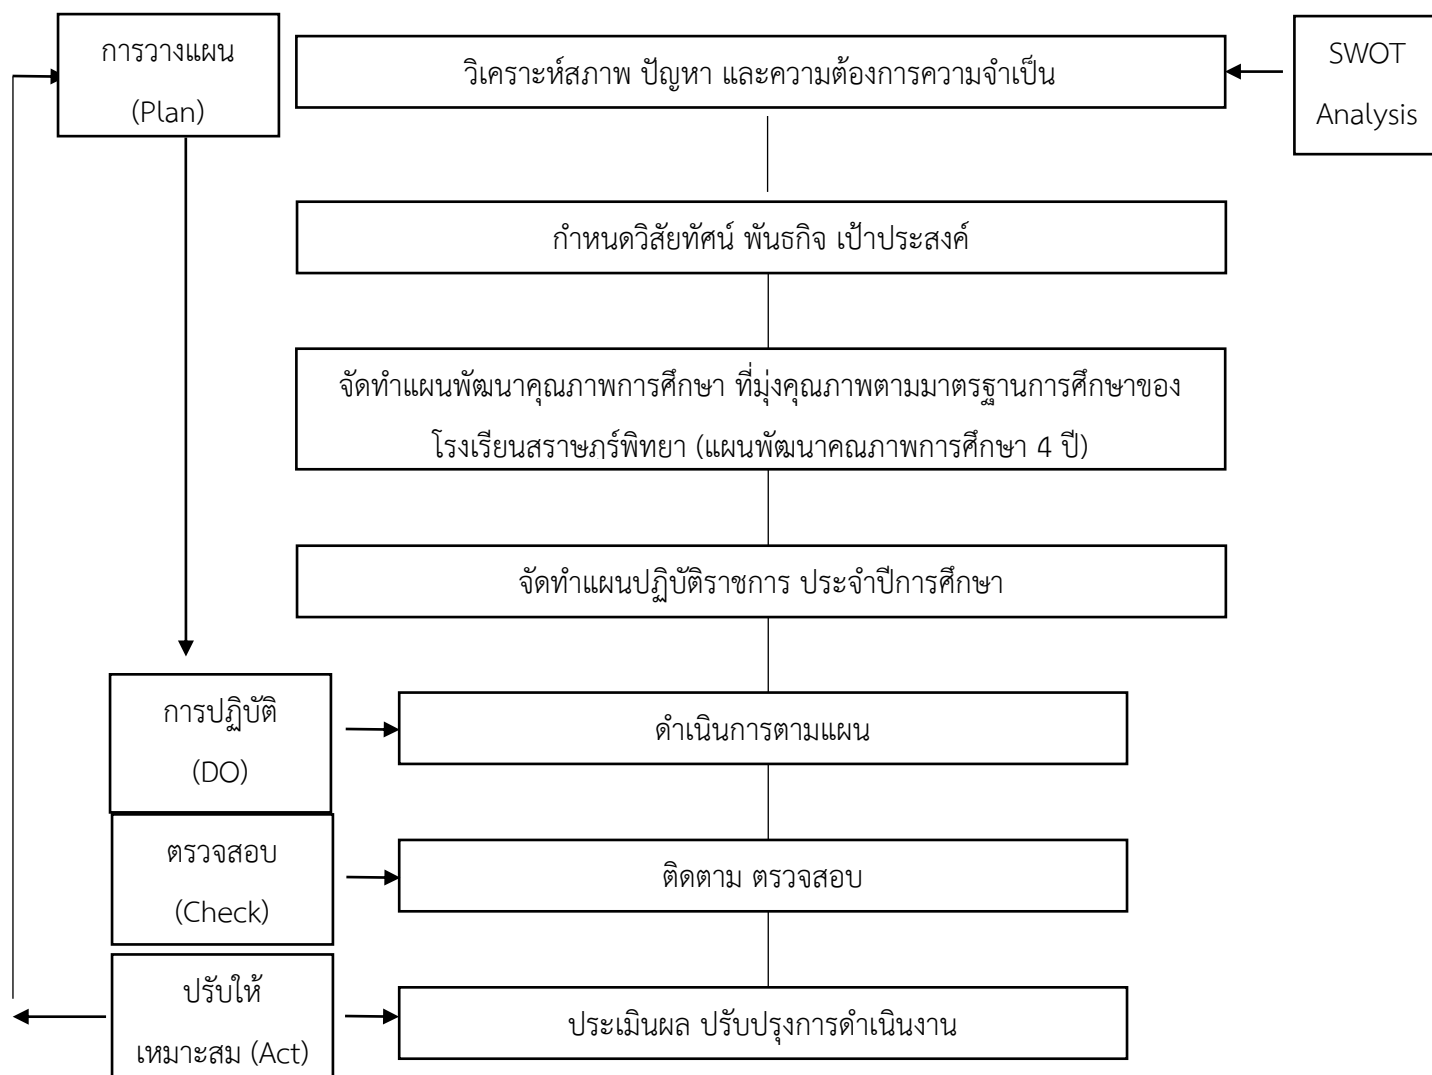 การวางแผน
(Plan)
วิเคราะห์สภาพ ปัญหา และความต้องการความจำเป็น
SWOT
Analysis
กำหนดวิสัยทัศน์ พันธกิจ เป้าประสงค์
จัดทำแผนพัฒนาคุณภาพการศึกษา ที่มุ่งคุณภาพตามมาตรฐานการศึกษาของ
โรงเรียนสราษฎร์พิทยา (แผนพัฒนาคณภาพการศึกษา 4 ปี)
จัดทำแผนปฏิบัติราชการ ประจำปีการศึกษา
การปฏิบัติ
(DO)
ดำเนินการตามแผน
ตรวจสอบ
(Check)
ติดตาม ตรวจสอบ
ปรับให้
เหมาะสม (Act)
ประเมินผล ปรับปรุงการดำเนินงาน